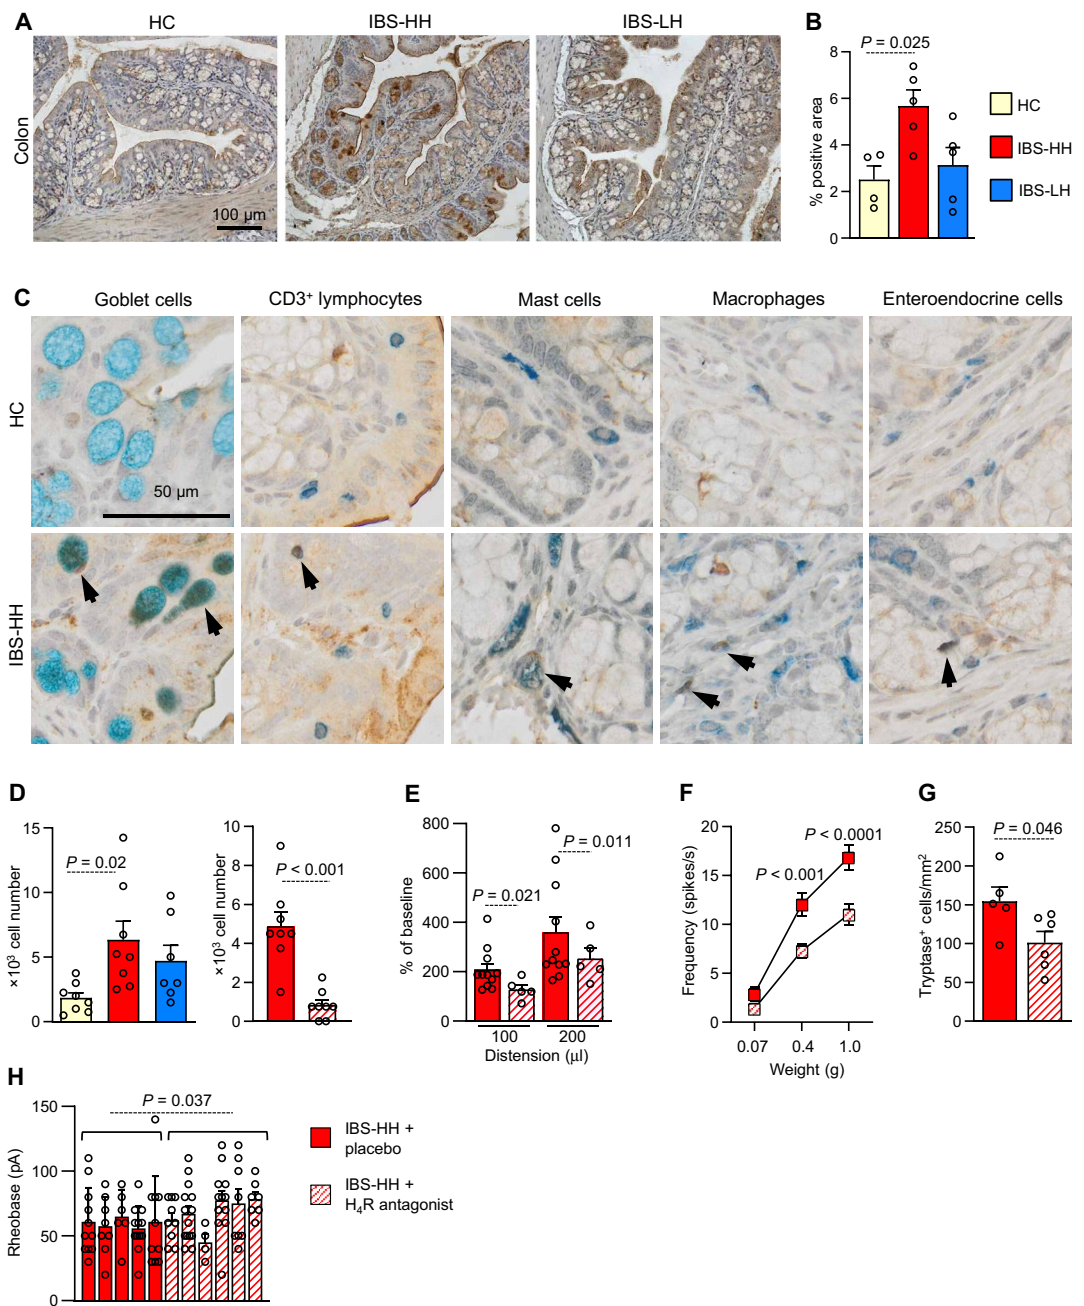 A
HC
IBS-HH
IBS-LH
Colon
100 µm
B
% positive area
8
6
4
2
0
P = 0.025
HC
IBS-HH
IBS-LH
C
Goblet cells
CD3⁺ lymphocytes
Mast cells
Macrophages
Enteroendocrine cells
HC
50 µm
IBS-HH
D
×10³ cell number
15
10
5
0
P = 0.02
×10³ cell number
10
8
6
4
2
0
P < 0.001
E
% of baseline
800
600
400
200
0
P = 0.021
P = 0.011
100
200
Distension (µl)
F
Frequency (spikes/s)
20
15
10
5
0
P < 0.001
P < 0.0001
0.07
0.4
1.0
Weight (g)
G
Tryptase⁺ cells/mm²
250
200
150
100
50
0
P = 0.046
H
Rheobase (pA)
150
100
50
0
P = 0.037
IBS-HH +
placebo
IBS-HH +
H₄R antagonist